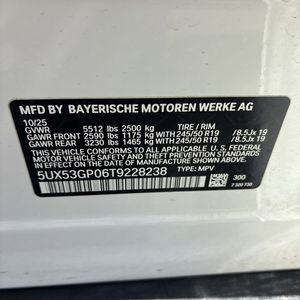 MFD BY BAYERISCHE MOTOREN WERKE AG
10/25 TIRE / RIM
GVWR 5512 lbs 2500 kg
GAWR FRONT 2590 lbs 1175 kg WITH 245/50 R19 /8.5Jx 19
GAWR REAR 3230 lbs 1465 kg WITH 245/50 R19 /8.5Jx 19
THIS VEHICLE CONFORMS TO ALL APPLICABLE U.S. FEDERAL
MOTOR VEHICLE SAFETY, BUMPER, AND THEFT PREVENTION
STANDARDS IN EFFECT ON THE DATE OF MANUFACTURE SHOWN ABOVE.
5UX53GP06T9228238 TYPE: MPV 300